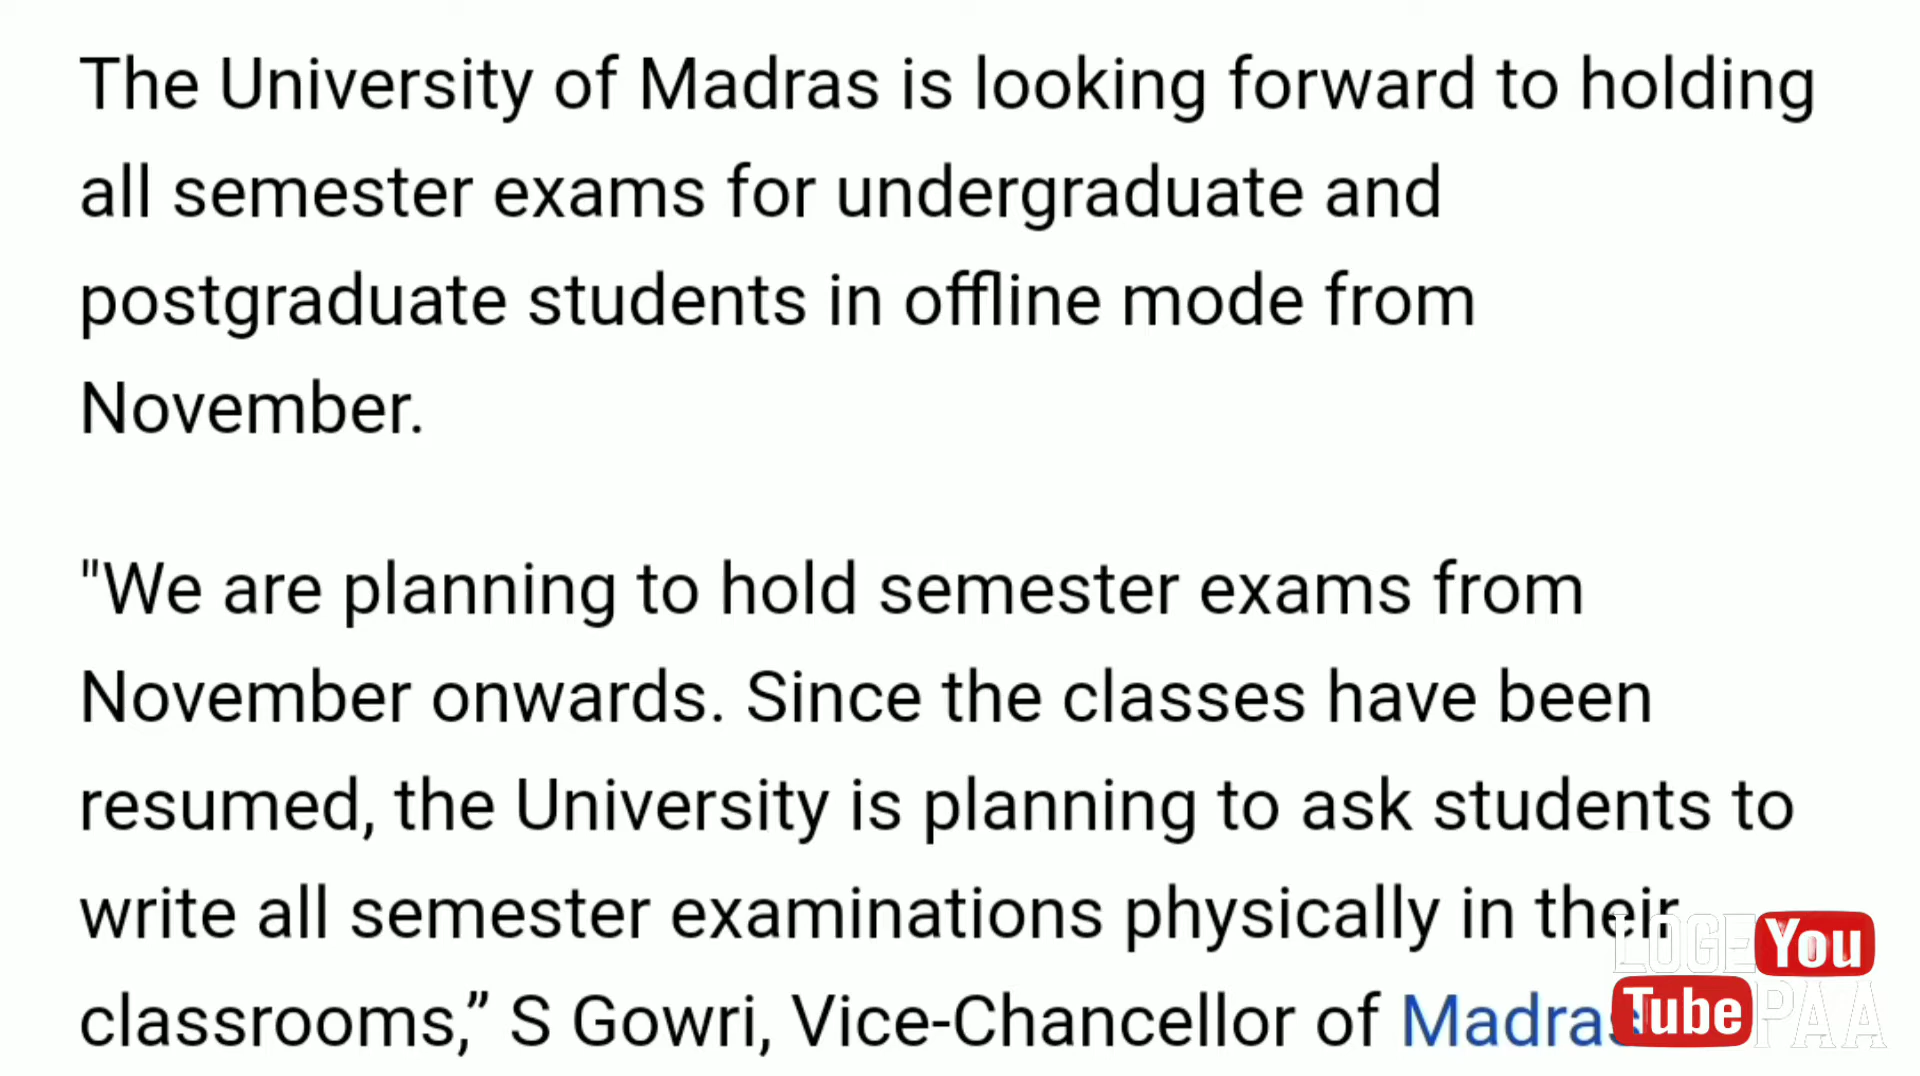 The University of Madras is looking forward to holding
all semester exams for undergraduate and
postgraduate students in offline mode from
November.
"We are planning to hold semester exams from
November onwards. Since the classes have been
resumed, the University is planning to ask students to
write all semester examinations physically in their
classrooms,” S Gowri, Vice-Chancellor of Madras
LOGE You
Tube PAA